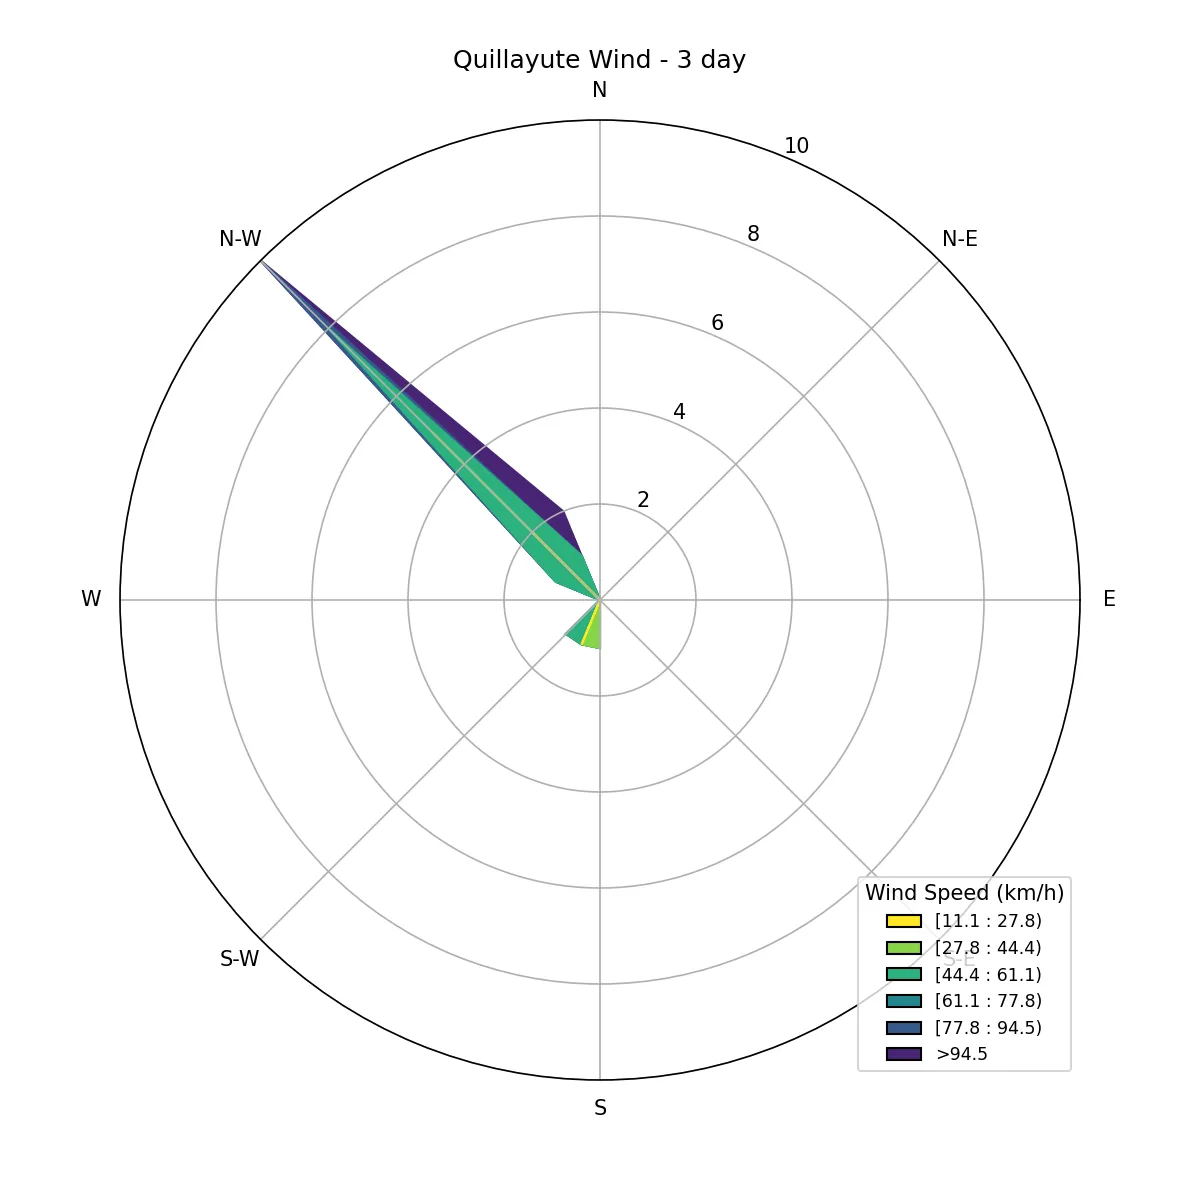 Quillayute Wind - 3 day
N
10
N-W
N-E
8
6
4
2
W
E
S-W
S-E
S
Wind Speed (km/h)
[11.1 : 27.8)
[27.8 : 44.4)
[44.4 : 61.1)
[61.1 : 77.8)
[77.8 : 94.5)
>94.5